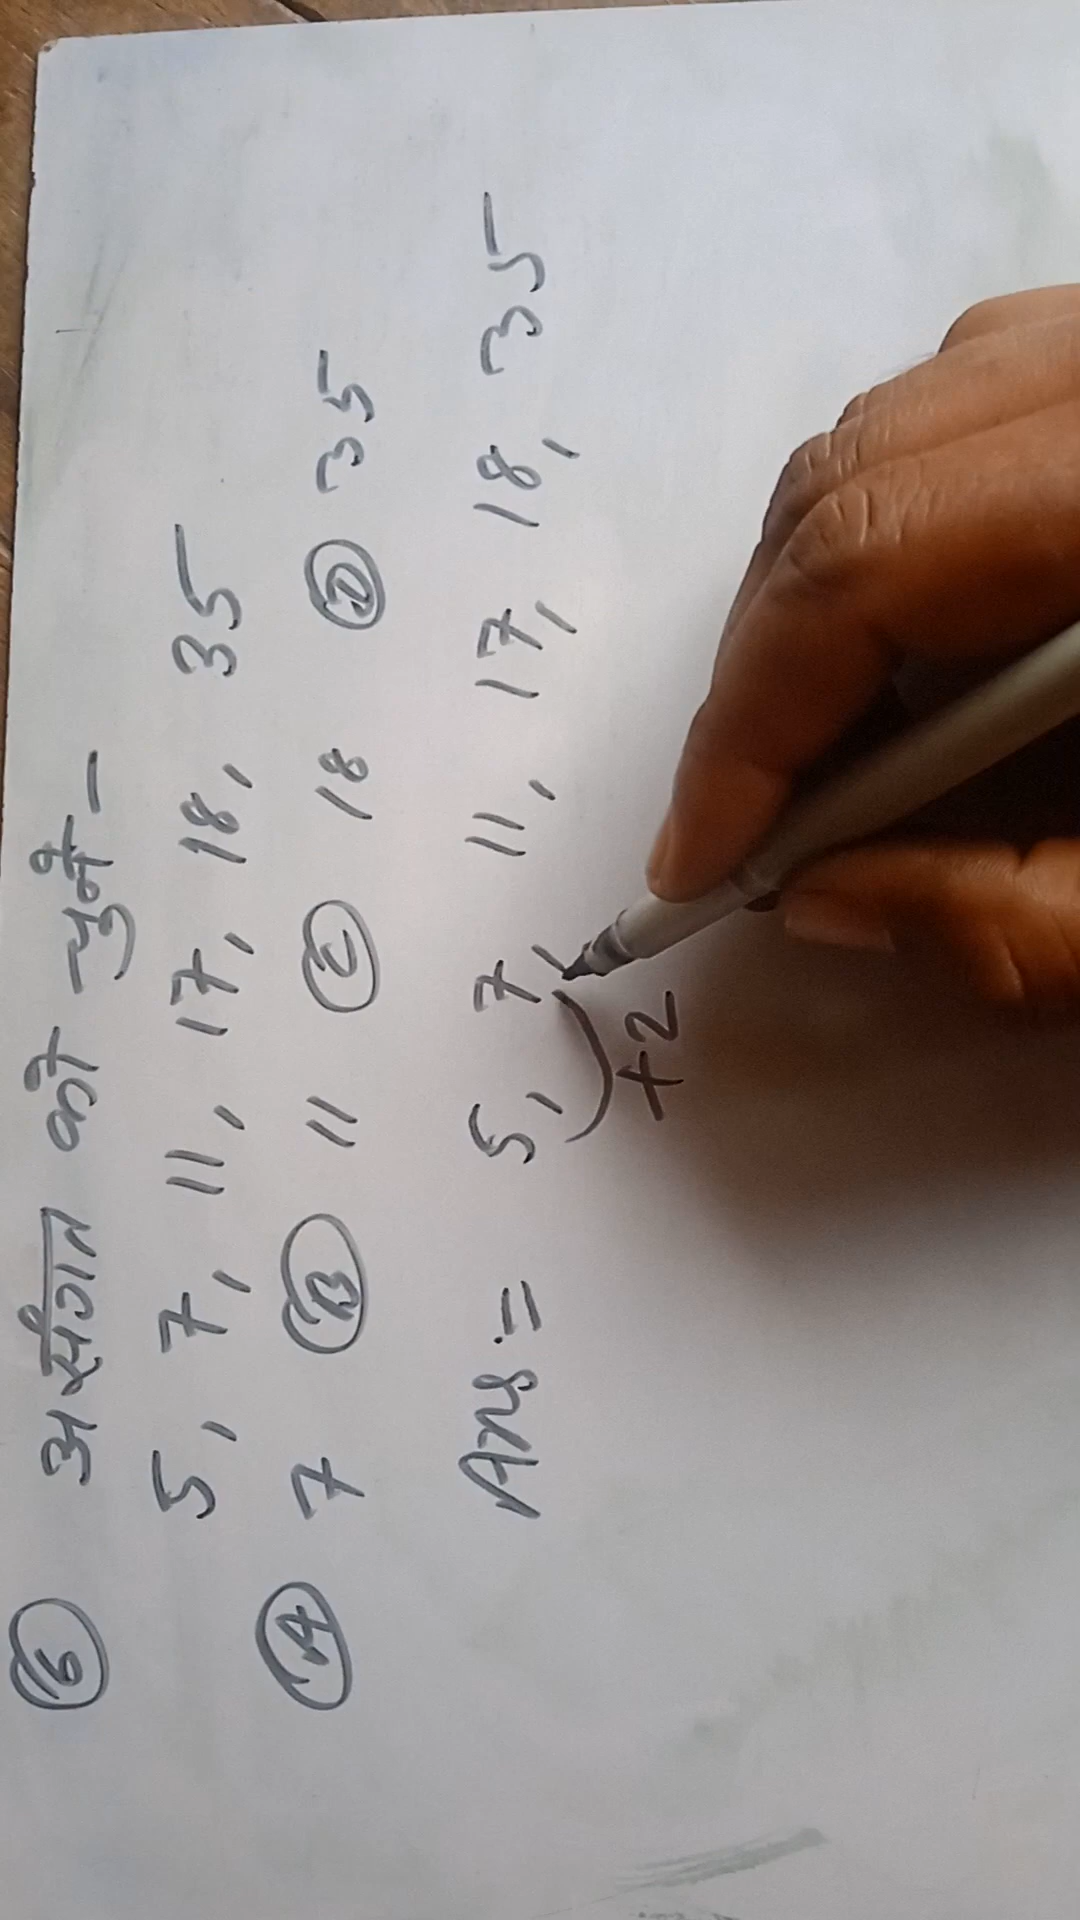 ⑥ असंगत को चुने -
5, 7, 11, 17, 18, 35
Ⓐ 7 Ⓑ 11 Ⓒ 18 Ⓓ 35
Ans:= 5, 7, 11, 17, 18, 35
+2